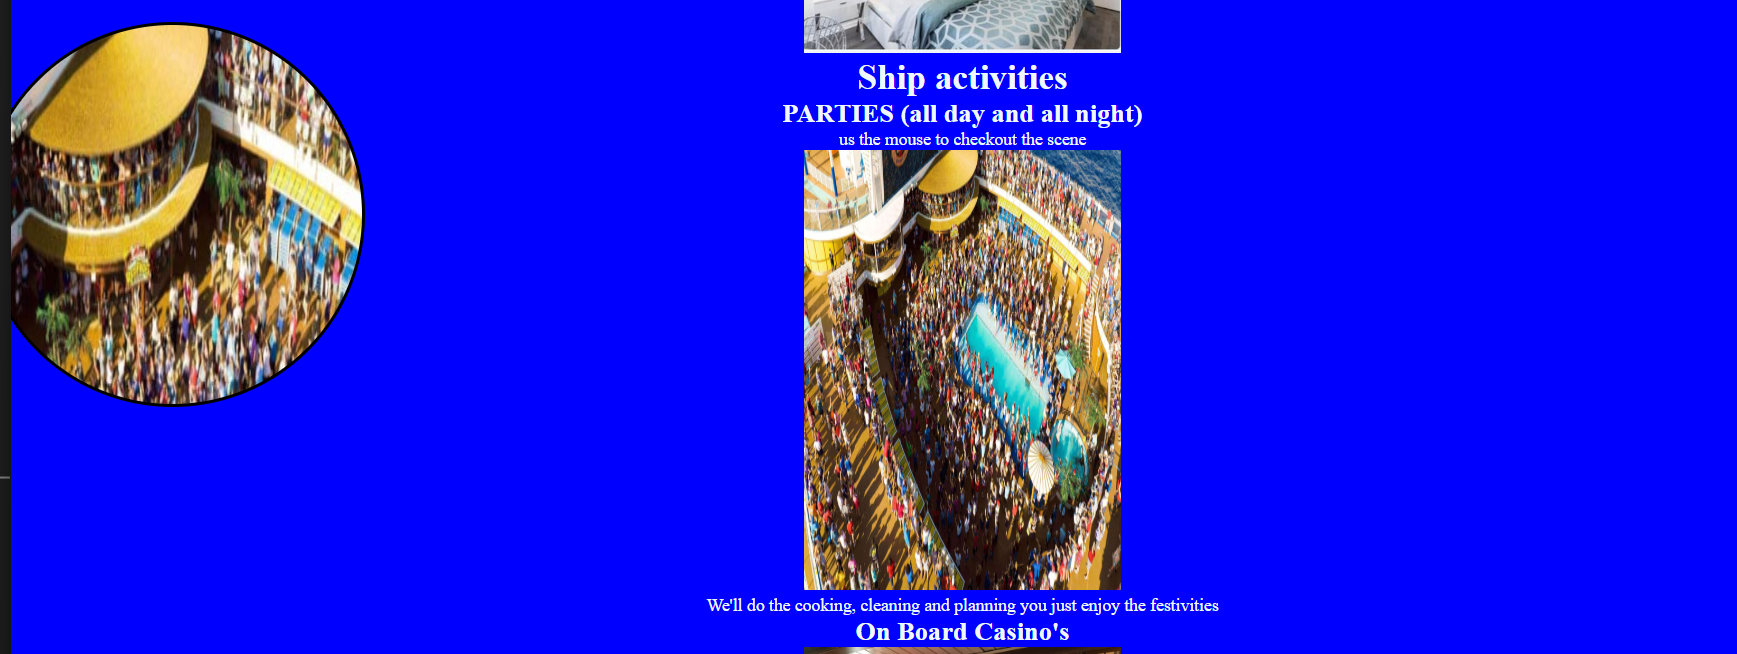 Ship activities
PARTIES (all day and all night)
us the mouse to checkout the scene
We'll do the cooking, cleaning and planning you just enjoy the festivities
On Board Casino's